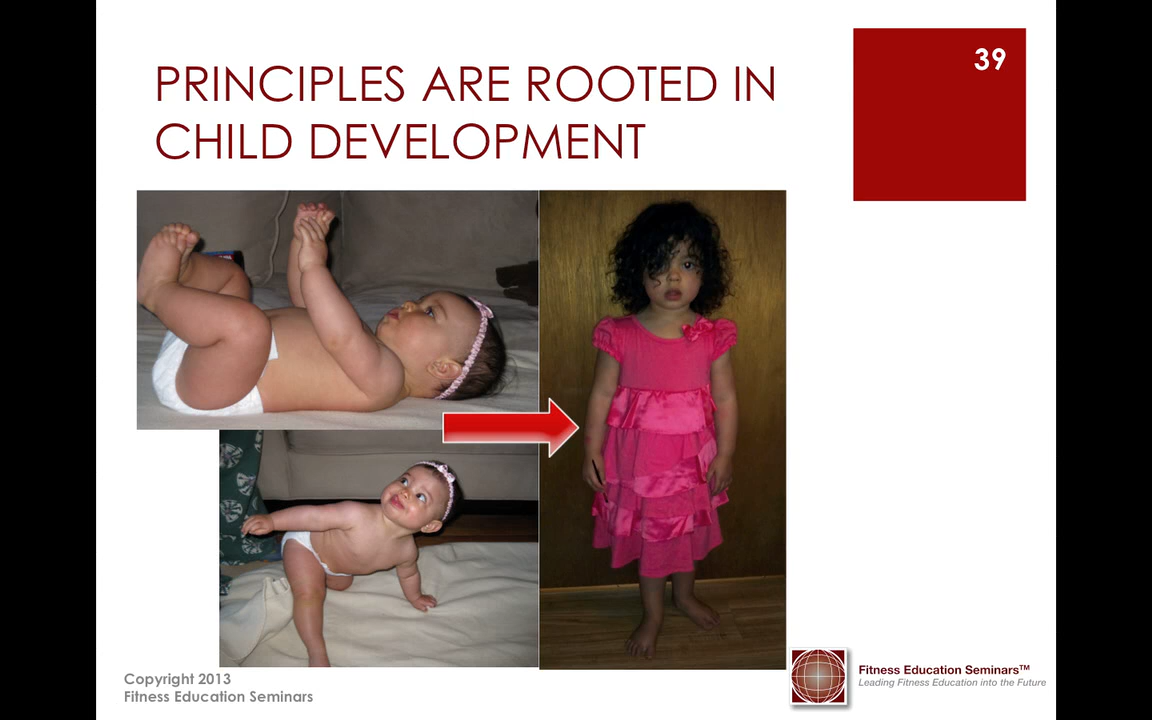 39
PRINCIPLES ARE ROOTED IN
CHILD DEVELOPMENT
Copyright 2013
Fitness Education Seminars
Fitness Education Seminars™
Leading Fitness Education into the Future